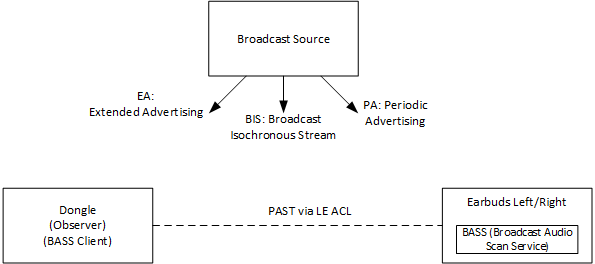 Broadcast Source
EA:
Extended Advertising
BIS: Broadcast
Isochronous Stream
PA: Periodic
Advertising
Dongle
(Observer)
(BASS Client)
PAST via LE ACL
Earbuds Left/Right
BASS (Broadcast Audio
Scan Service)